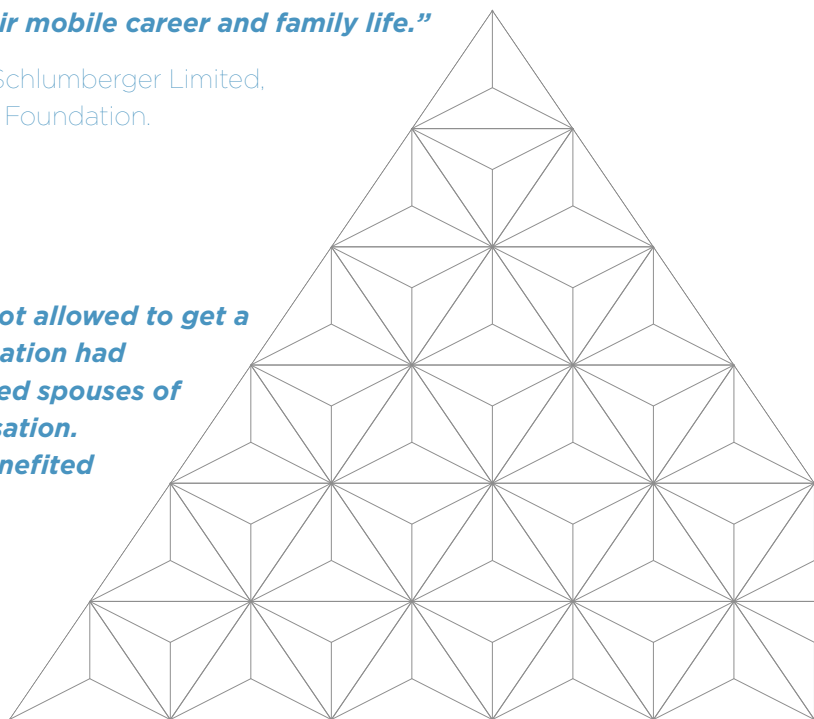 ir mobile career and family life.”
Schlumberger Limited,
Foundation.
ot allowed to get a
ation had
ed spouses of
sation.
nefited